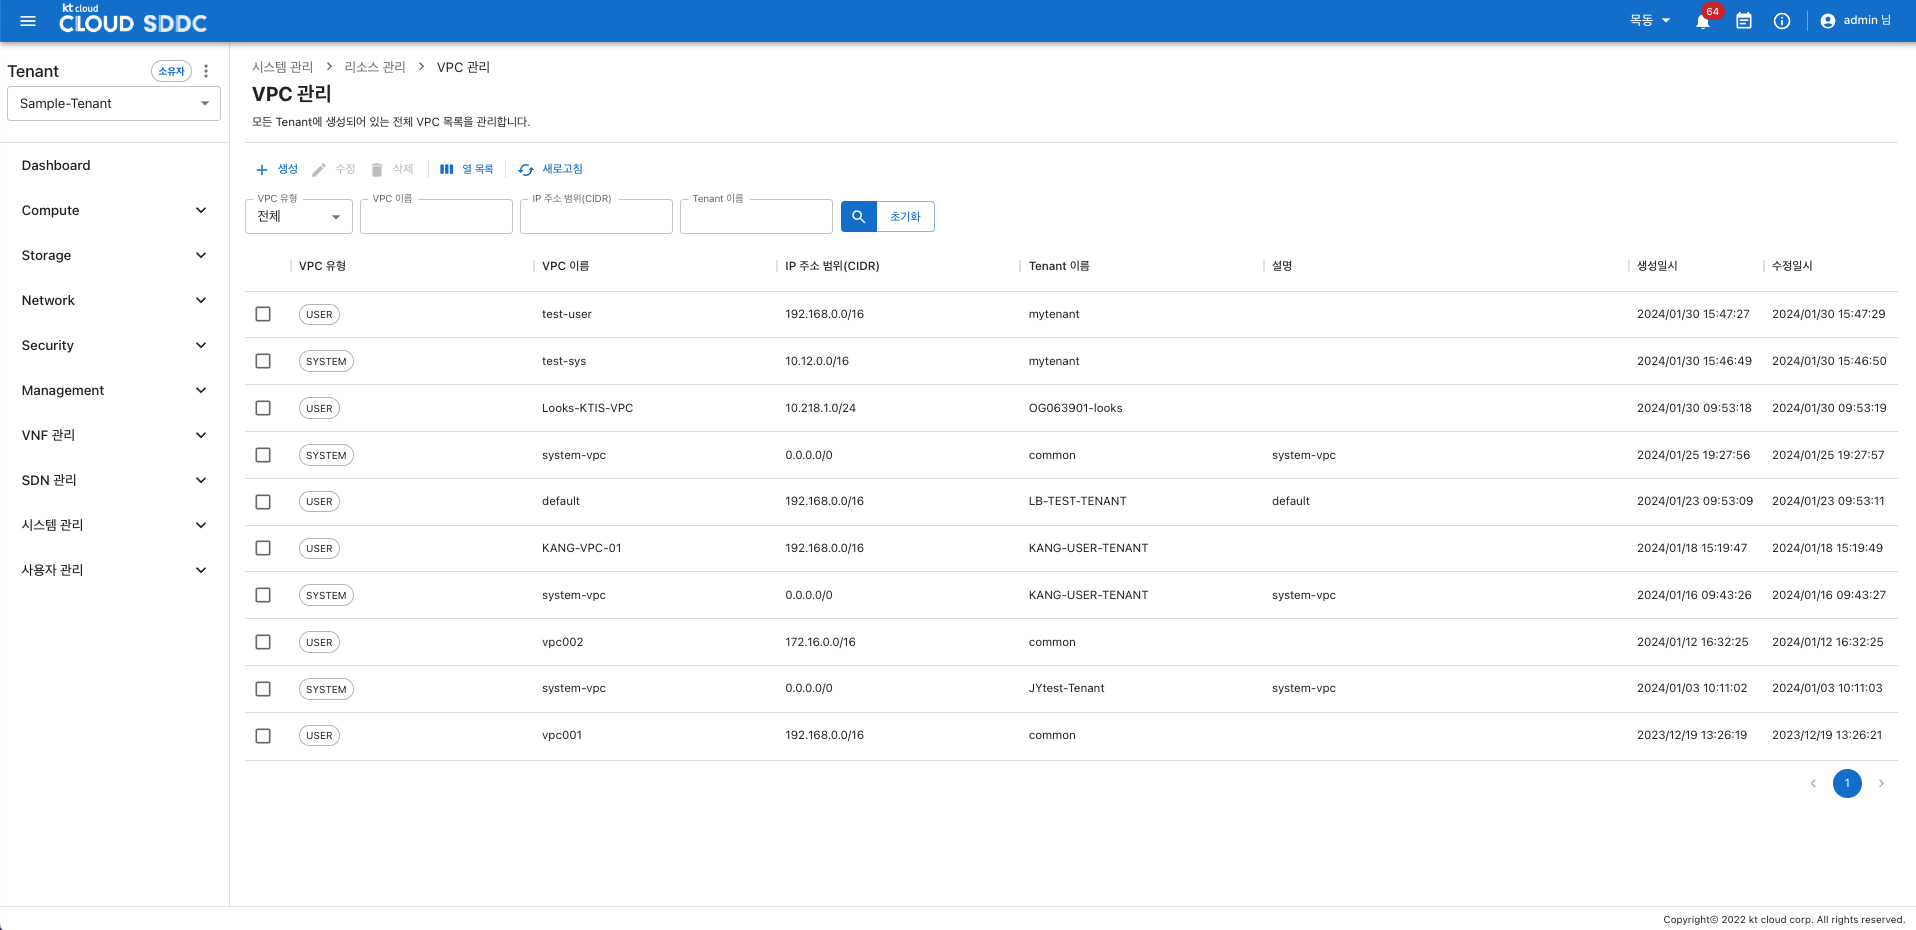 kt cloud
CLOUD SDDC
목동
64
admin 님
Tenant
소유자
Sample-Tenant
Dashboard
Compute
Storage
Network
Security
Management
VNF 관리
SDN 관리
시스템 관리
사용자 관리
시스템 관리 > 리소스 관리 > VPC 관리
VPC 관리
모든 Tenant에 생성되어 있는 전체 VPC 목록을 관리합니다.
생성 수정 삭제 열 목록 새로고침
VPC 유형 VPC 이름 IP 주소 범위(CIDR) Tenant 이름
전체 초기화
VPC 유형 VPC 이름 IP 주소 범위(CIDR) Tenant 이름 설명 생성일시 수정일시
USER test-user 192.168.0.0/16 mytenant 2024/01/30 15:47:27 2024/01/30 15:47:29
SYSTEM test-sys 10.12.0.0/16 mytenant 2024/01/30 15:46:49 2024/01/30 15:46:50
USER Looks-KTIS-VPC 10.218.1.0/24 OG063901-looks 2024/01/30 09:53:18 2024/01/30 09:53:19
SYSTEM system-vpc 0.0.0.0/0 common system-vpc 2024/01/25 19:27:56 2024/01/25 19:27:57
USER default 192.168.0.0/16 LB-TEST-TENANT default 2024/01/23 09:53:09 2024/01/23 09:53:11
USER KANG-VPC-01 192.168.0.0/16 KANG-USER-TENANT 2024/01/18 15:19:47 2024/01/18 15:19:49
SYSTEM system-vpc 0.0.0.0/0 KANG-USER-TENANT system-vpc 2024/01/16 09:43:26 2024/01/16 09:43:27
USER vpc002 172.16.0.0/16 common 2024/01/12 16:32:25 2024/01/12 16:32:25
SYSTEM system-vpc 0.0.0.0/0 JYtest-Tenant system-vpc 2024/01/03 10:11:02 2024/01/03 10:11:03
USER vpc001 192.168.0.0/16 common 2023/12/19 13:26:19 2023/12/19 13:26:21
1
Copyright© 2022 kt cloud corp. All rights reserved.